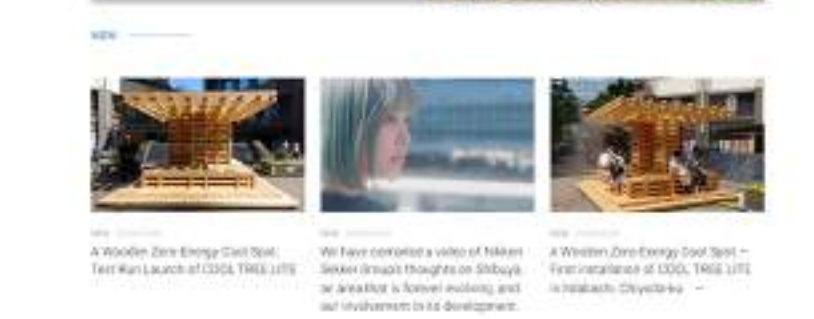 NEW
A Wooden Zero-Energy Cool Spot,
Test-Run Launch of COOL TREE LITE
We have compiled a video of Nikken
Sekkei Group's thoughts on Shibuya,
an area that is forever evolving, and
our involvement in its development.
A Wooden Zero-Energy Cool Spot –
First installation of COOL TREE LITE
in Iidabashi, Chiyoda-ku